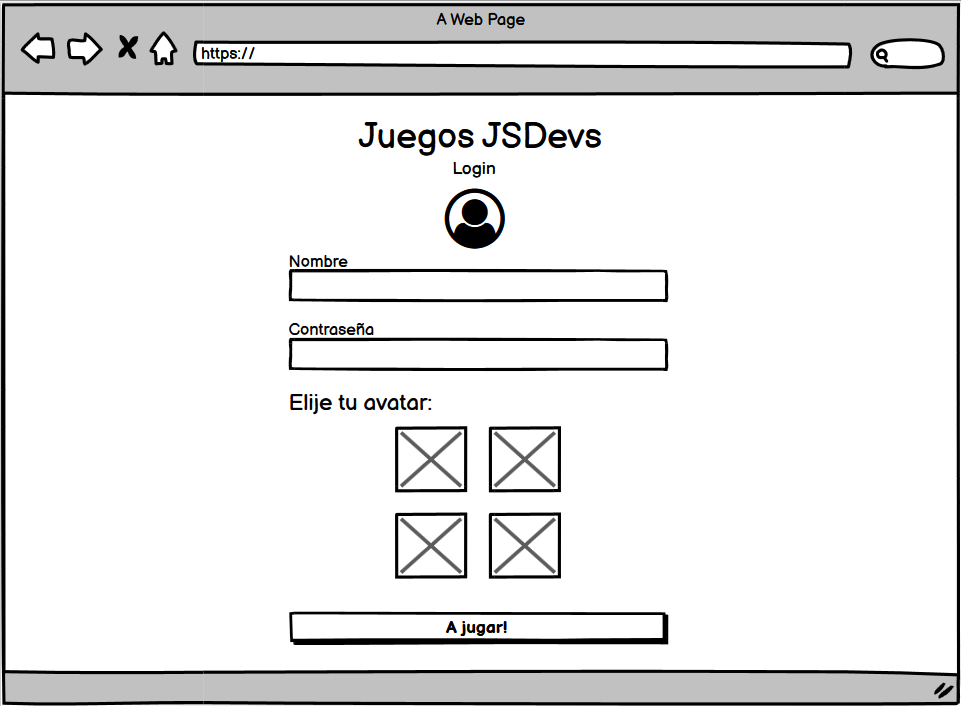 A Web Page
https://
Juegos JSDevs
Login
Nombre
Contraseña
Elije tu avatar:
A jugar!